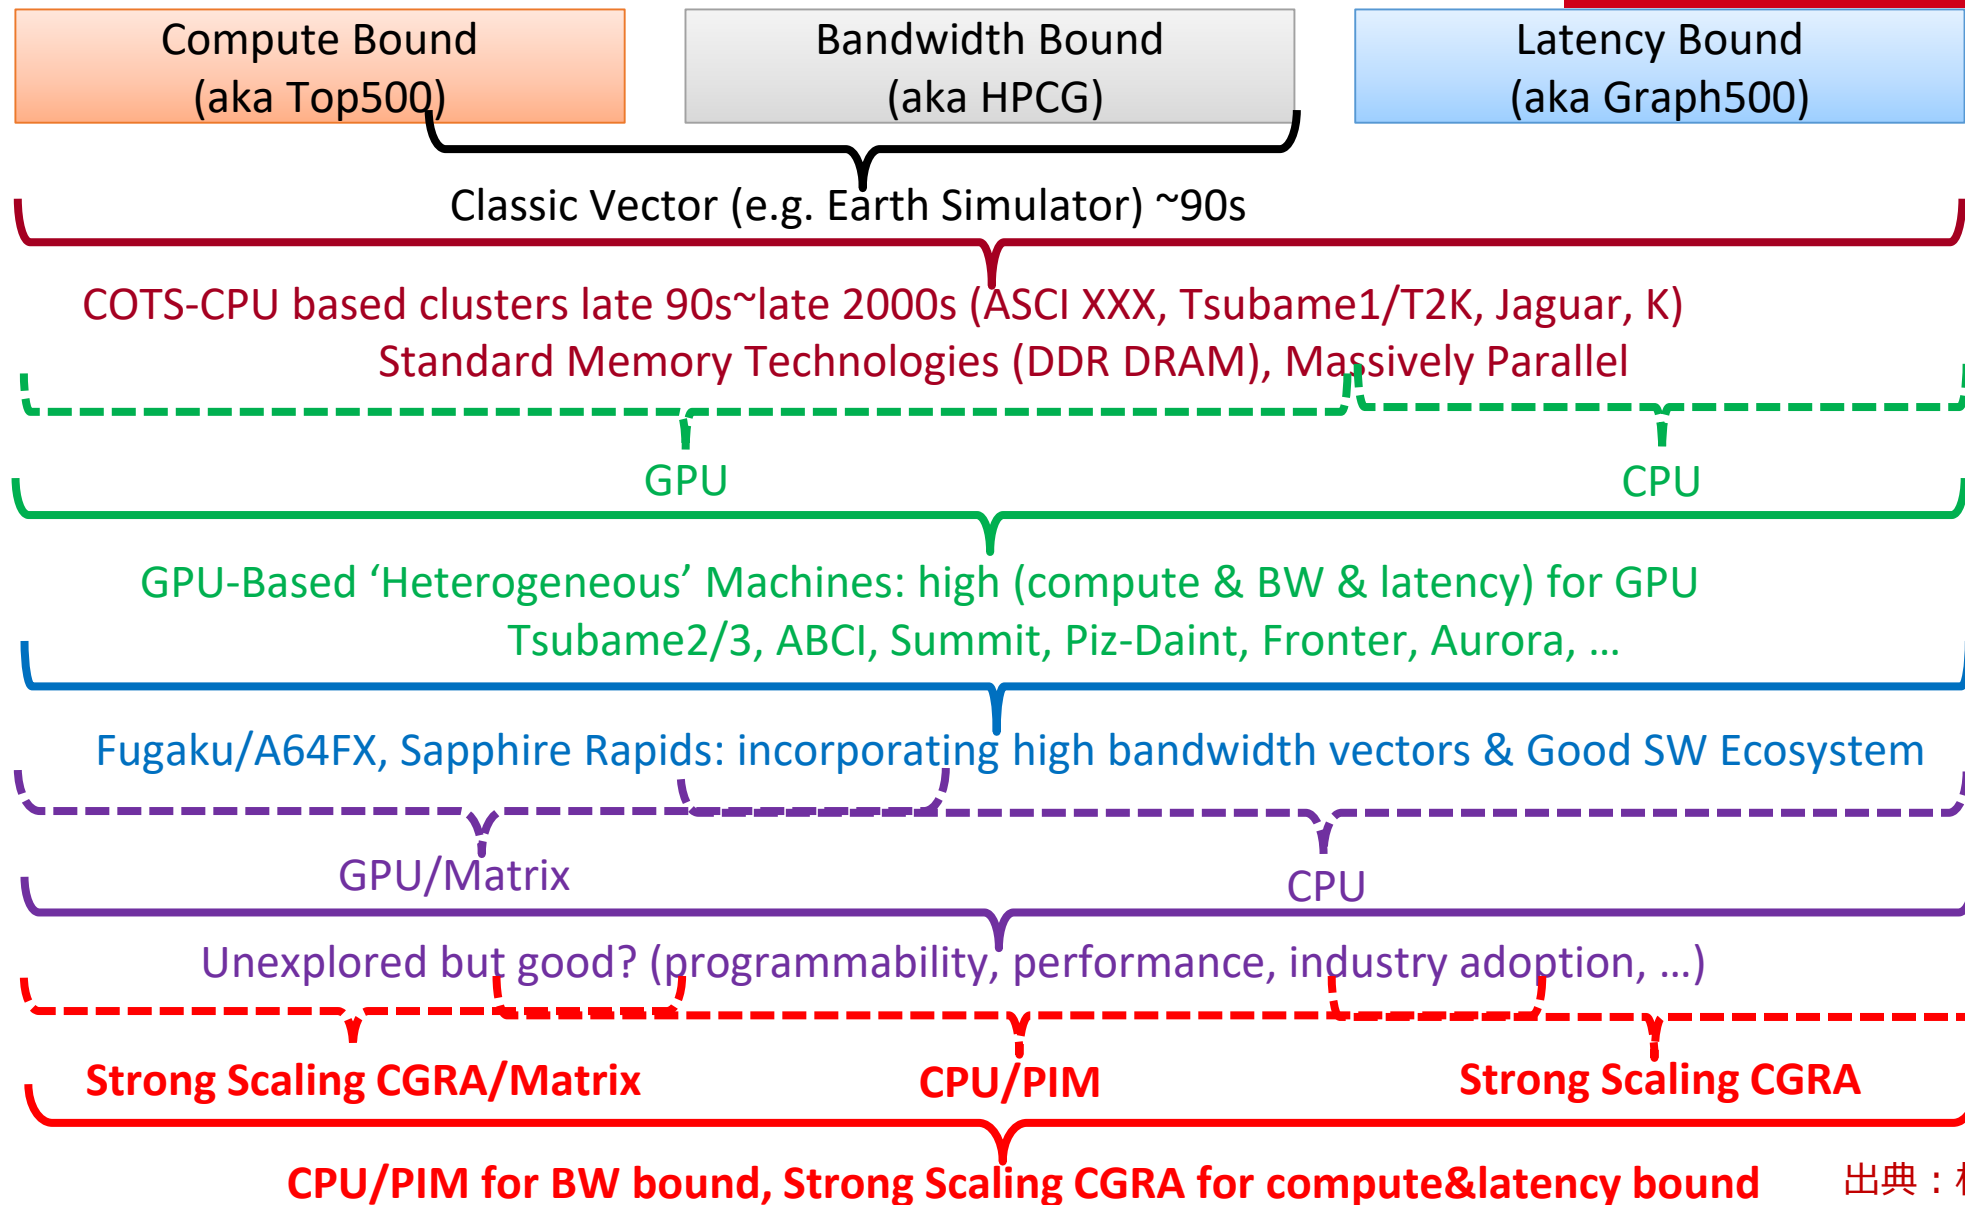 Compute Bound
(aka Top500)
Bandwidth Bound
(aka HPCG)
Latency Bound
(aka Graph500)
Classic Vector (e.g. Earth Simulator) ~90s
COTS-CPU based clusters late 90s~late 2000s (ASCI XXX, Tsubame1/T2K, Jaguar, K)
Standard Memory Technologies (DDR DRAM), Massively Parallel
GPU
CPU
GPU-Based ‘Heterogeneous’ Machines: high (compute & BW & latency) for GPU
Tsubame2/3, ABCI, Summit, Piz-Daint, Fronter, Aurora, …
Fugaku/A64FX, Sapphire Rapids: incorporating high bandwidth vectors & Good SW Ecosystem
GPU/Matrix
CPU
Unexplored but good? (programmability, performance, industry adoption, …)
Strong Scaling CGRA/Matrix
CPU/PIM
Strong Scaling CGRA
CPU/PIM for BW bound, Strong Scaling CGRA for compute&latency bound
出典：